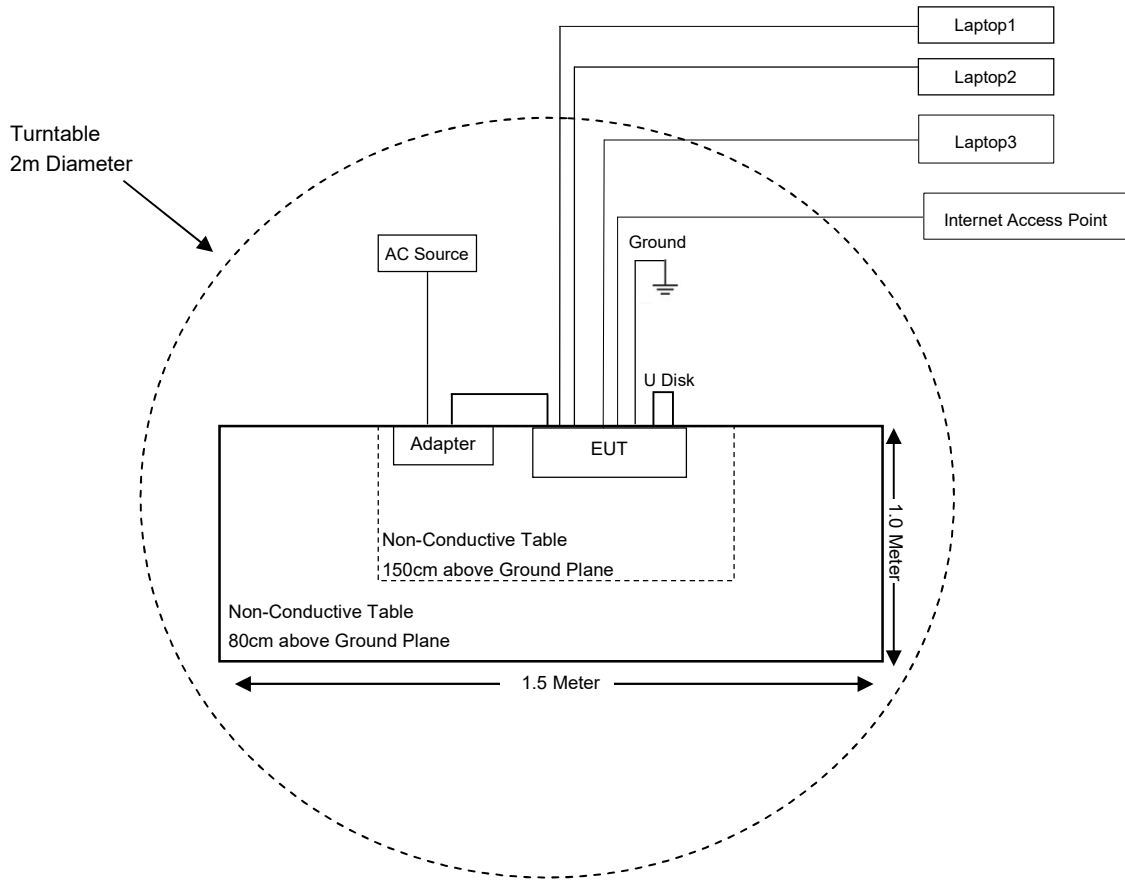 Laptop1
Laptop2
Turntable
2m Diameter
Laptop3
Internet Access Point
Ground
AC Source
U Disk
Adapter
EUT
1.0 Meter
Non-Conductive Table
150cm above Ground Plane
Non-Conductive Table
80cm above Ground Plane
1.5 Meter